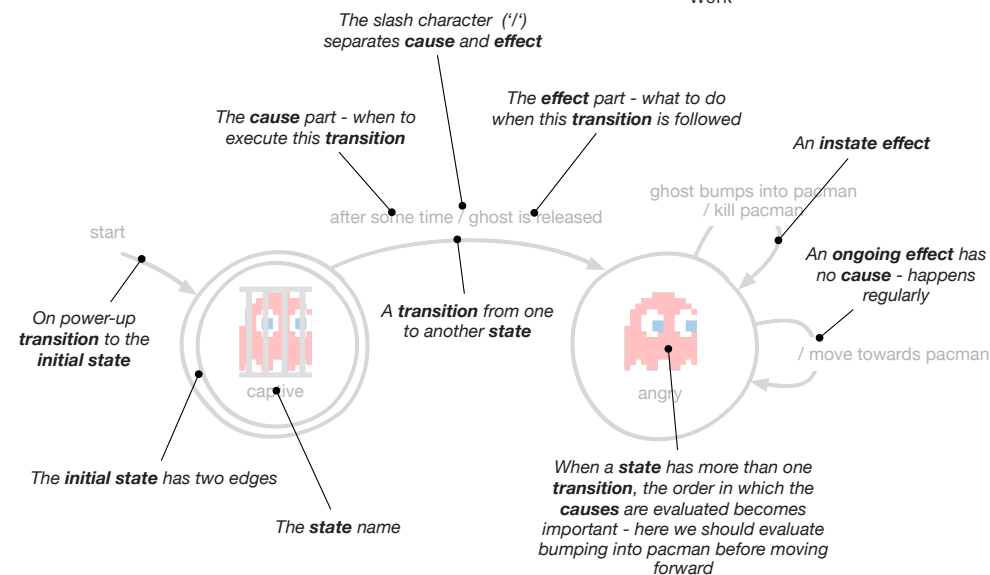 work
The slash character ('/')
separates cause and effect
The cause part - when to
execute this transition
The effect part - what to do
when this transition is followed
An instate effect
ghost bumps into pacman
/ kill pacman
after some time / ghost is released
start
An ongoing effect has
no cause - happens
regularly
On power-up
transition to the
initial state
A transition from one
to another state
/ move towards pacman
captive
angry
The initial state has two edges
The state name
When a state has more than one
transition, the order in which the
causes are evaluated becomes
important - here we should evaluate
bumping into pacman before moving
forward